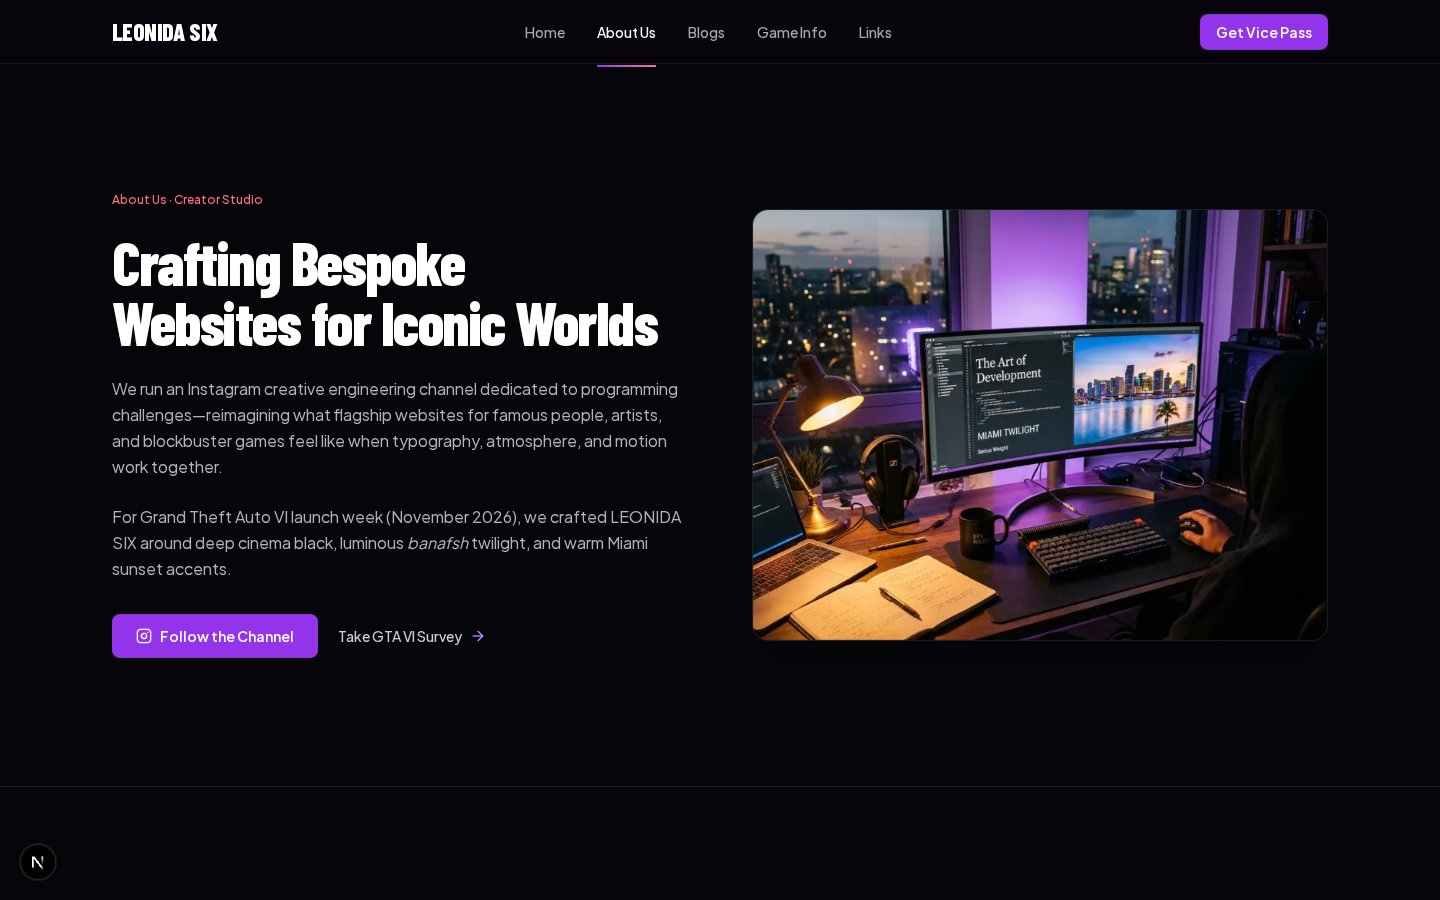 LEONIDA SIX
Home
About Us
Blogs
Game Info
Links
Get Vice Pass
About Us · Creator Studio
Crafting Bespoke
Websites for Iconic Worlds
We run an Instagram creative engineering channel dedicated to programming
challenges—reimagining what flagship websites for famous people, artists,
and blockbuster games feel like when typography, atmosphere, and motion
work together.
For Grand Theft Auto VI launch week (November 2026), we crafted LEONIDA
SIX around deep cinema black, luminous banafsh twilight, and warm Miami
sunset accents.
Follow the Channel
Take GTA VI Survey
The Art of
Development
MIAMI TWILIGHT
N